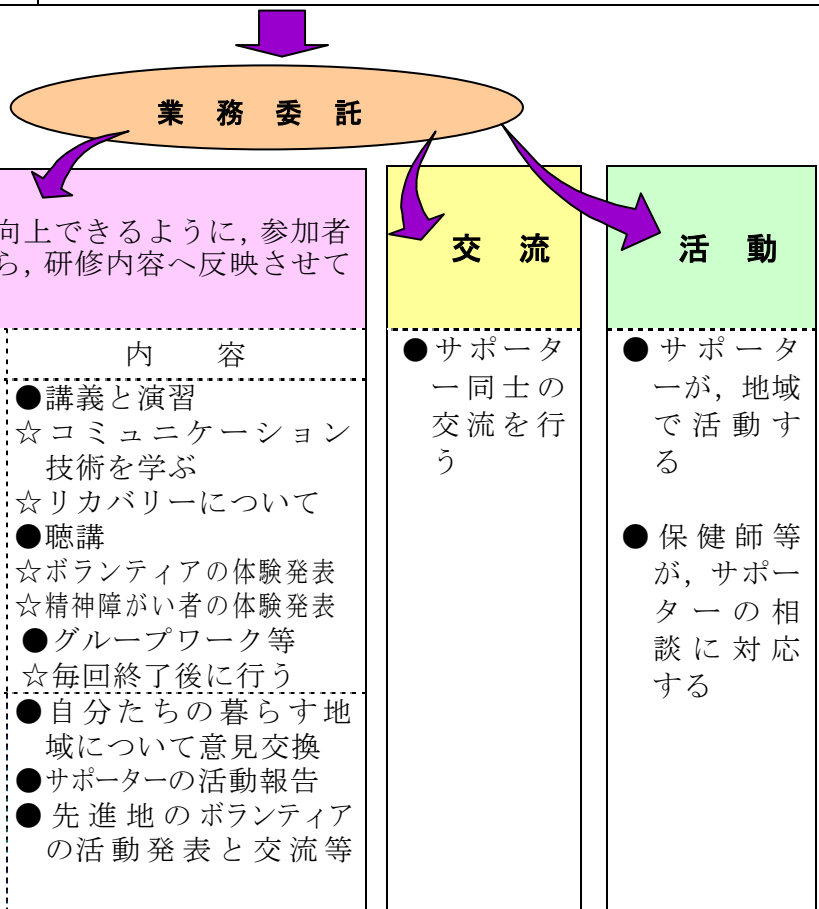 業務委託
向上できるように，参加者
ら，研修内容へ反映させて
内　容
●講義と演習
☆コミュニケーション
技術を学ぶ
☆リカバリーについて
●聴講
☆ボランティアの体験発表
☆精神障がい者の体験発表
●グループワーク等
☆毎回終了後に行う
●自分たちの暮らす地
域について意見交換
●サポーターの活動報告
●先進地のボランティア
の活動発表と交流等
交　流
●サポータ
ー同士の
交流を行
う
活　動
●サポータ
ーが，地域
で活動す
る
●保健師等
が，サポー
ターの相
談に対応
する